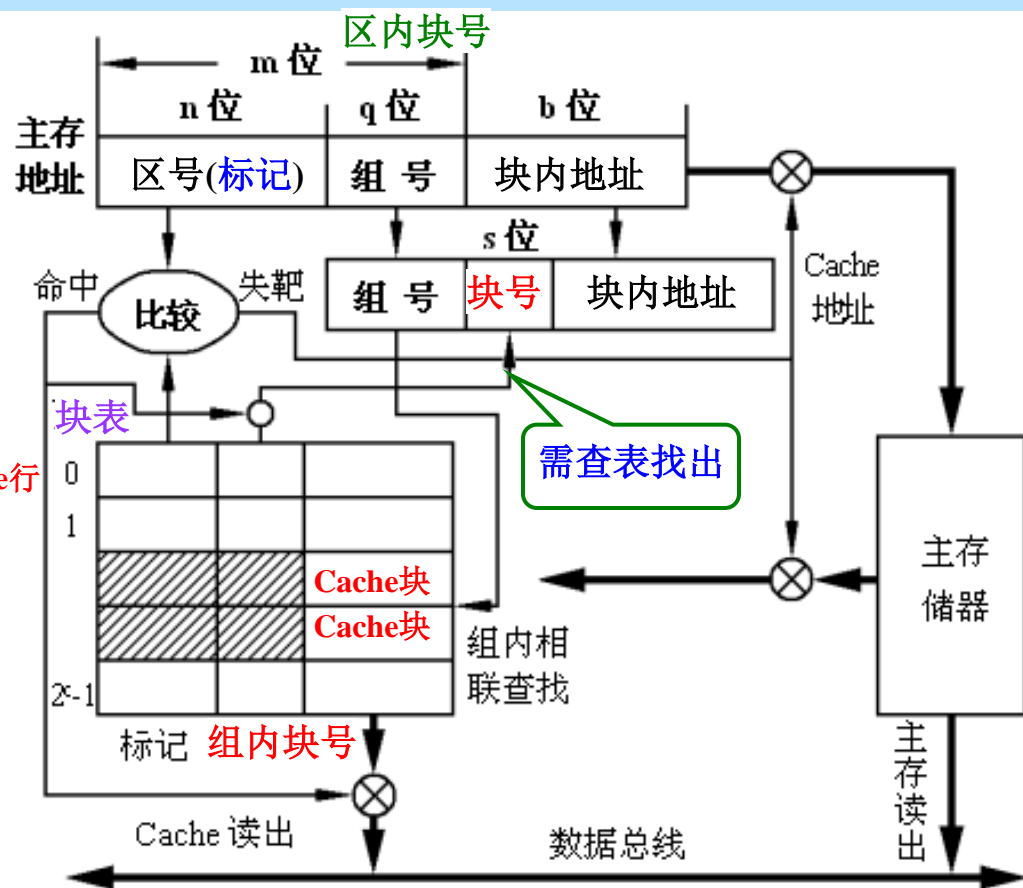 区内块号
m 位
n 位 q 位 b 位
主存
地址
区号(标记) 组 号 块内地址
s 位
Cache
地址
命中 比较 失靶
组 号 块号 块内地址
块表
需查表找出
e行
0
1
Cache块
Cache块
主存
储器
组内相
联查找
标记 组内块号
主存读出
Cache 读出
数据总线